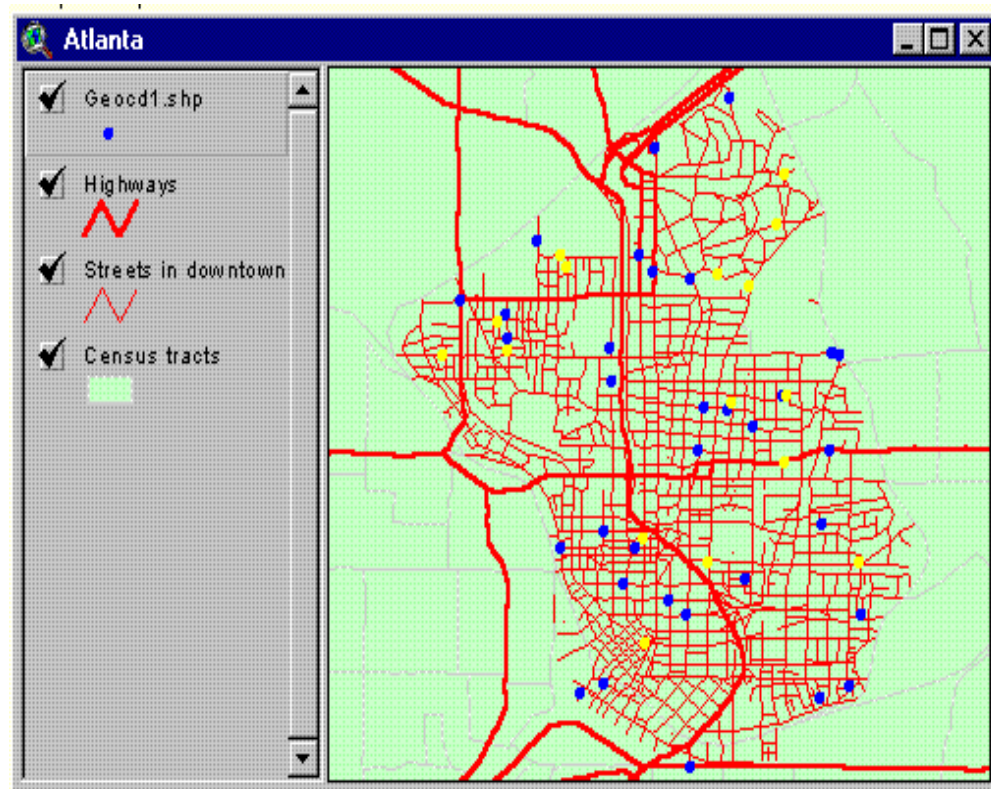 Atlanta
Geocd1.shp
Highways
Streets in downtown
Census tracts